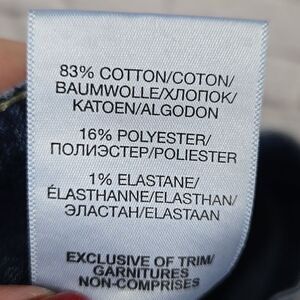 83% COTTON/COTON/
BAUMWOLLE/ХЛОПОК/
KATOEN/ALGODON
16% POLYESTER/
ПОЛИЭСТЕР/POLIESTER
1% ELASTANE/
ÉLASTHANNE/ELASTHAN/
ЭЛАСТАН/ELASTAAN
EXCLUSIVE OF TRIM/
GARNITURES
NON-COMPRISES